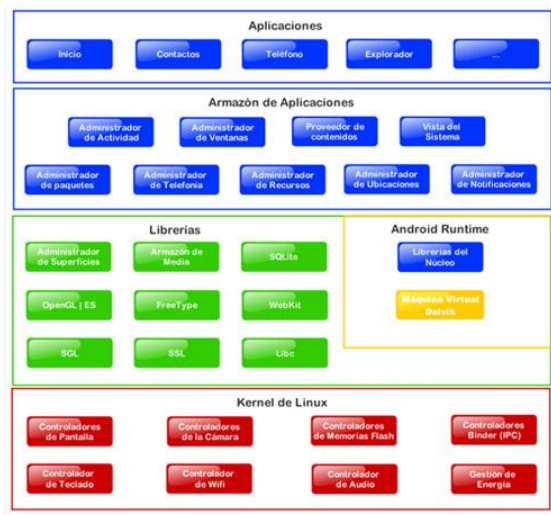 Aplicaciones
Inicio
Contactos
Teléfono
Explorador
...
Armazón de Aplicaciones
Administrador
de Actividad
Administrador
de Ventanas
Proveedor de
contenidos
Vista del
Sistema
Administrador
de paquetes
Administrador
de Telefonía
Administrador
de Recursos
Administrador
de Ubicaciones
Administrador
de Notificaciones
Librerías
Administrador
de Superficies
Armazón de
Media
SQLite
OpenGL | ES
FreeType
WebKit
SGL
SSL
Libc
Android Runtime
Librerías del
Núcleo
Máquina Virtual
Dalvik
Kernel de Linux
Controladores
de Pantalla
Controladores
de la Cámara
Controladores
de Memorias Flash
Controladores
Binder (IPC)
Controlador
de Teclado
Controlador
de Wifi
Controlador
de Audio
Gestión de
Energía